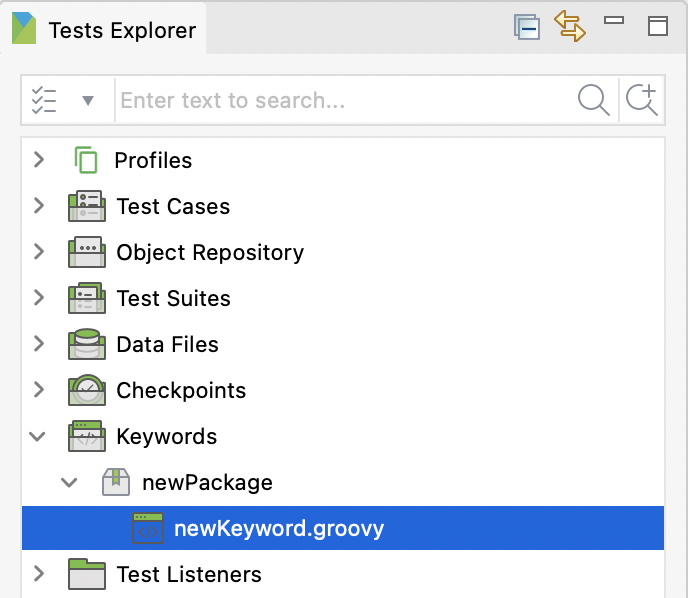 Tests Explorer
Enter text to search...
Profiles
Test Cases
Object Repository
Test Suites
Data Files
Checkpoints
Keywords
newPackage
newKeyword.groovy
Test Listeners